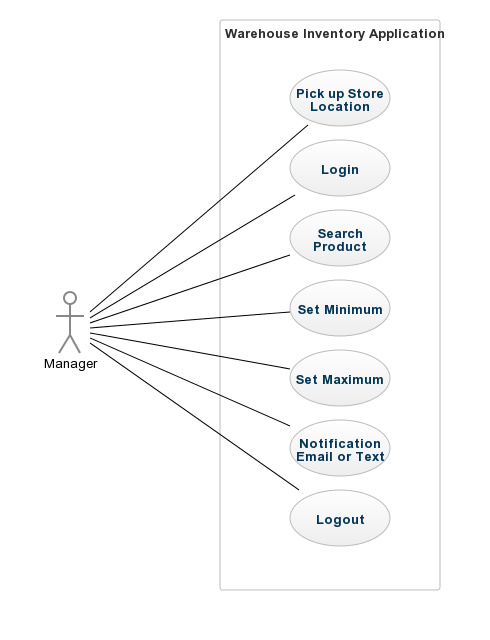 Warehouse Inventory Application
Pick up Store
Location
Login
Search
Product
Set Minimum
Manager
Set Maximum
Notification
Email or Text
Logout